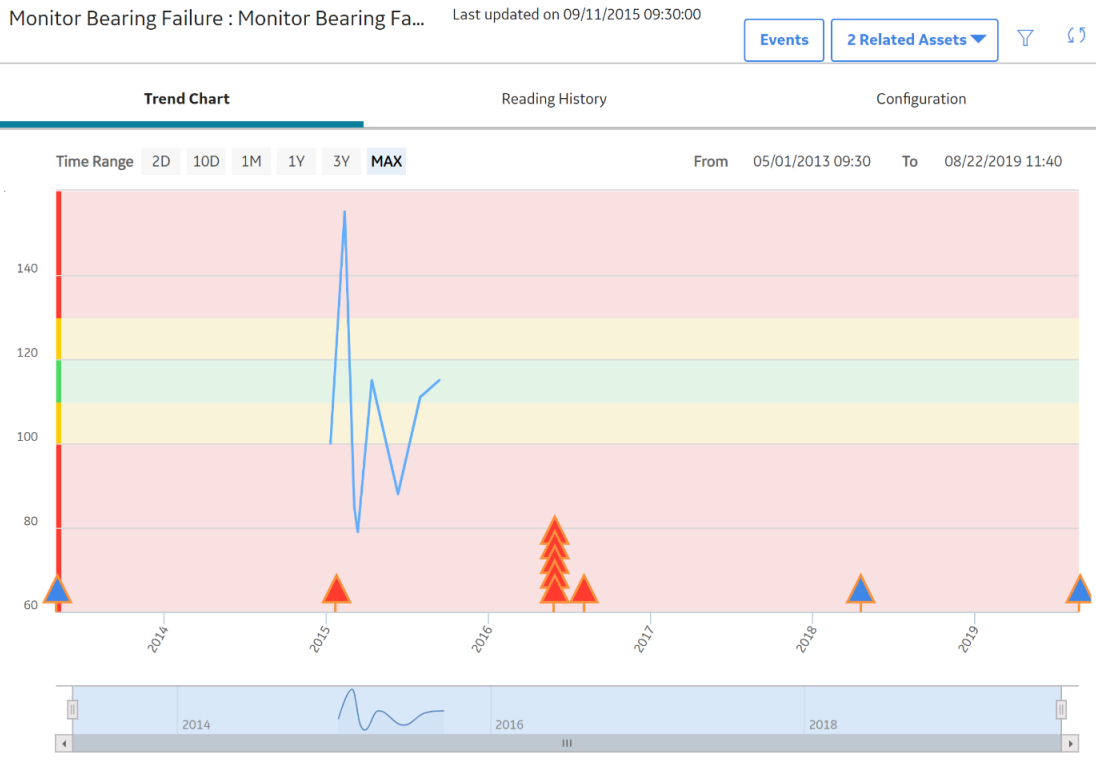 Monitor Bearing Failure : Monitor Bearing Fa...
Last updated on 09/11/2015 09:30:00
Events
2 Related Assets
Trend Chart
Reading History
Configuration
Time Range 2D 10D 1M 1Y 3Y MAX
From 05/01/2013 09:30 To 08/22/2019 11:40
140
120
100
80
60
2014 2015 2016 2017 2018 2019
2014 2016 2018